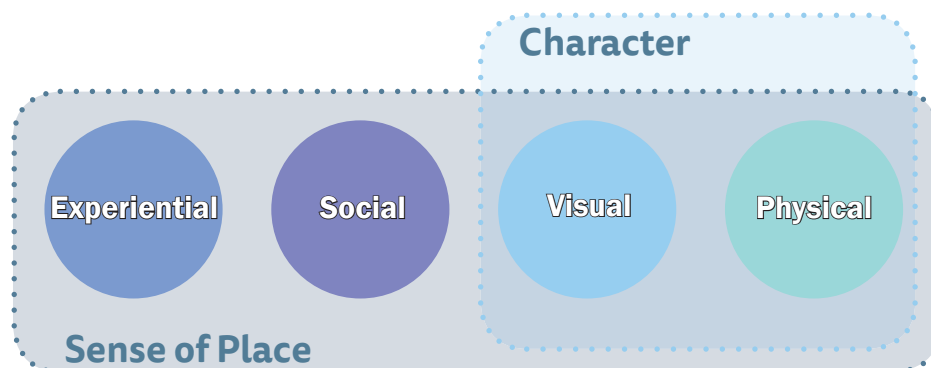 Character
Experiential
Social
Visual
Physical
Sense of Place